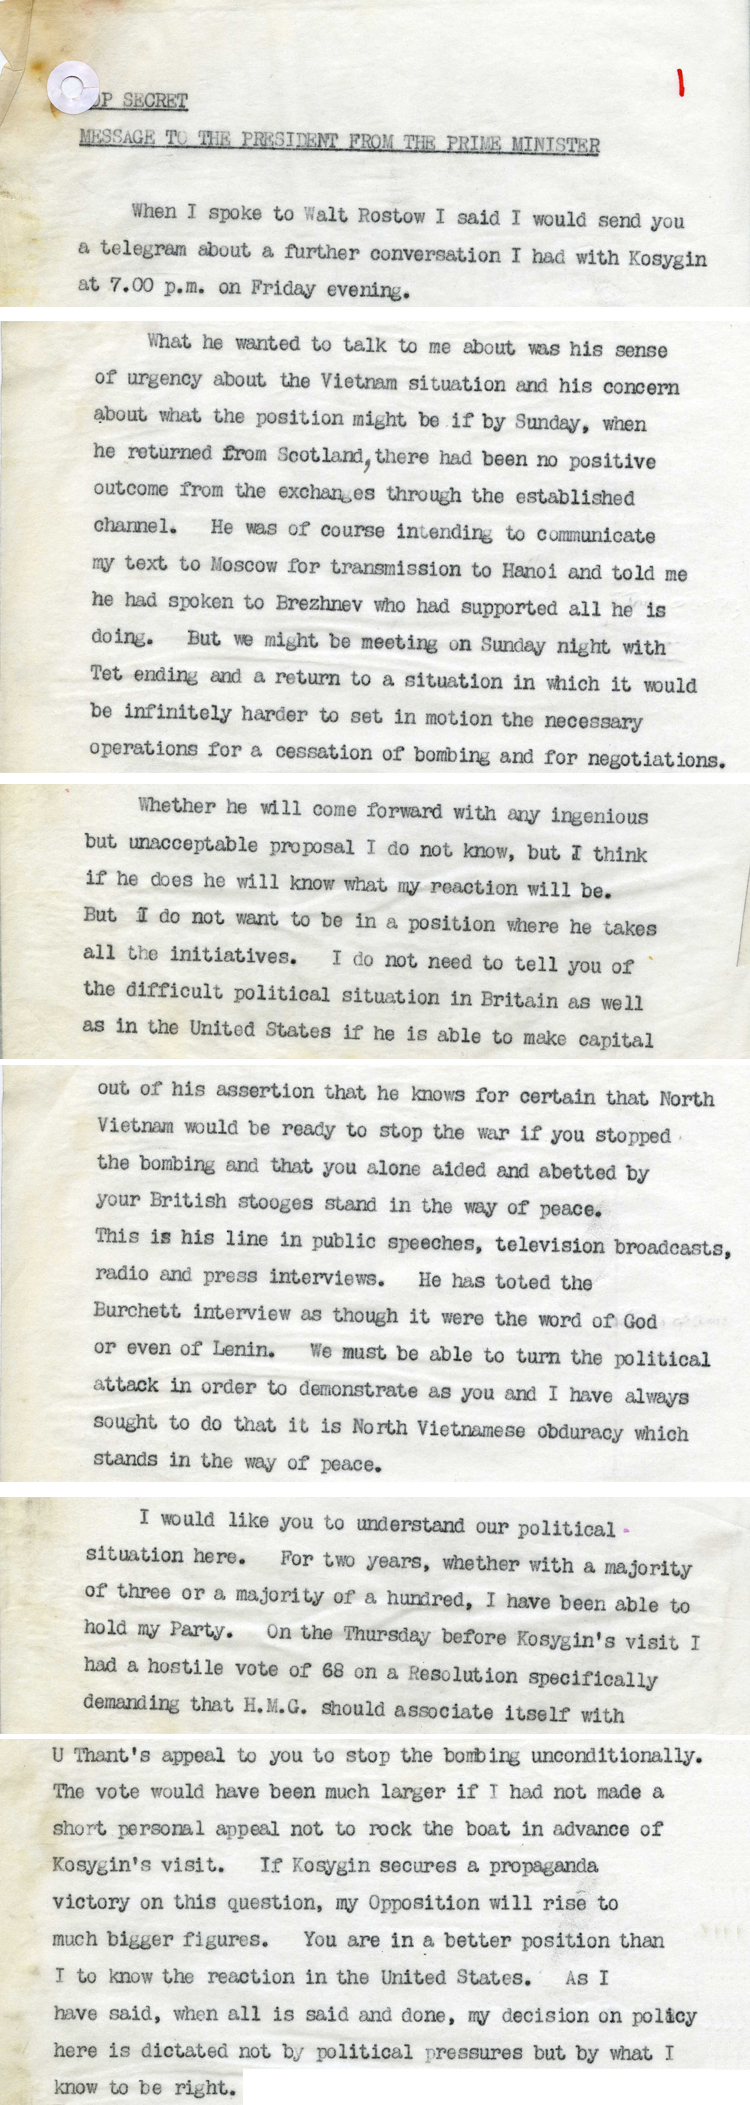 TOP SECRET
1
MESSAGE TO THE PRESIDENT FROM THE PRIME MINISTER
When I spoke to Walt Rostow I said I would send you
a telegram about a further conversation I had with Kosygin
at 7.00 p.m. on Friday evening.
What he wanted to talk to me about was his sense
of urgency about the Vietnam situation and his concern
about what the position might be if by Sunday, when
he returned from Scotland, there had been no positive
outcome from the exchanges through the established
channel. He was of course intending to communicate
my text to Moscow for transmission to Hanoi and told me
he had spoken to Brezhnev who had supported all he is
doing. But we might be meeting on Sunday night with
Tet ending and a return to a situation in which it would
be infinitely harder to set in motion the necessary
operations for a cessation of bombing and for negotiations.
Whether he will come forward with any ingenious
but unacceptable proposal I do not know, but I think
if he does he will know what my reaction will be.
But I do not want to be in a position where he takes
all the initiatives. I do not need to tell you of
the difficult political situation in Britain as well
as in the United States if he is able to make capital
out of his assertion that he knows for certain that North
Vietnam would be ready to stop the war if you stopped
the bombing and that you alone aided and abetted by
your British stooges stand in the way of peace.
This is his line in public speeches, television broadcasts,
radio and press interviews. He has toted the
Burchett interview as though it were the word of God
or even of Lenin. We must be able to turn the political
attack in order to demonstrate as you and I have always
sought to do that it is North Vietnamese obduracy which
stands in the way of peace.
I would like you to understand our political
situation here. For two years, whether with a majority
of three or a majority of a hundred, I have been able to
hold my Party. On the Thursday before Kosygin's visit I
had a hostile vote of 68 on a Resolution specifically
demanding that H.M.G. should associate itself with
U Thant's appeal to you to stop the bombing unconditionally.
The vote would have been much larger if I had not made a
short personal appeal not to rock the boat in advance of
Kosygin's visit. If Kosygin secures a propaganda
victory on this question, my Opposition will rise to
much bigger figures. You are in a better position than
I to know the reaction in the United States. As I
have said, when all is said and done, my decision on policy
here is dictated not by political pressures but by what I
know to be right.